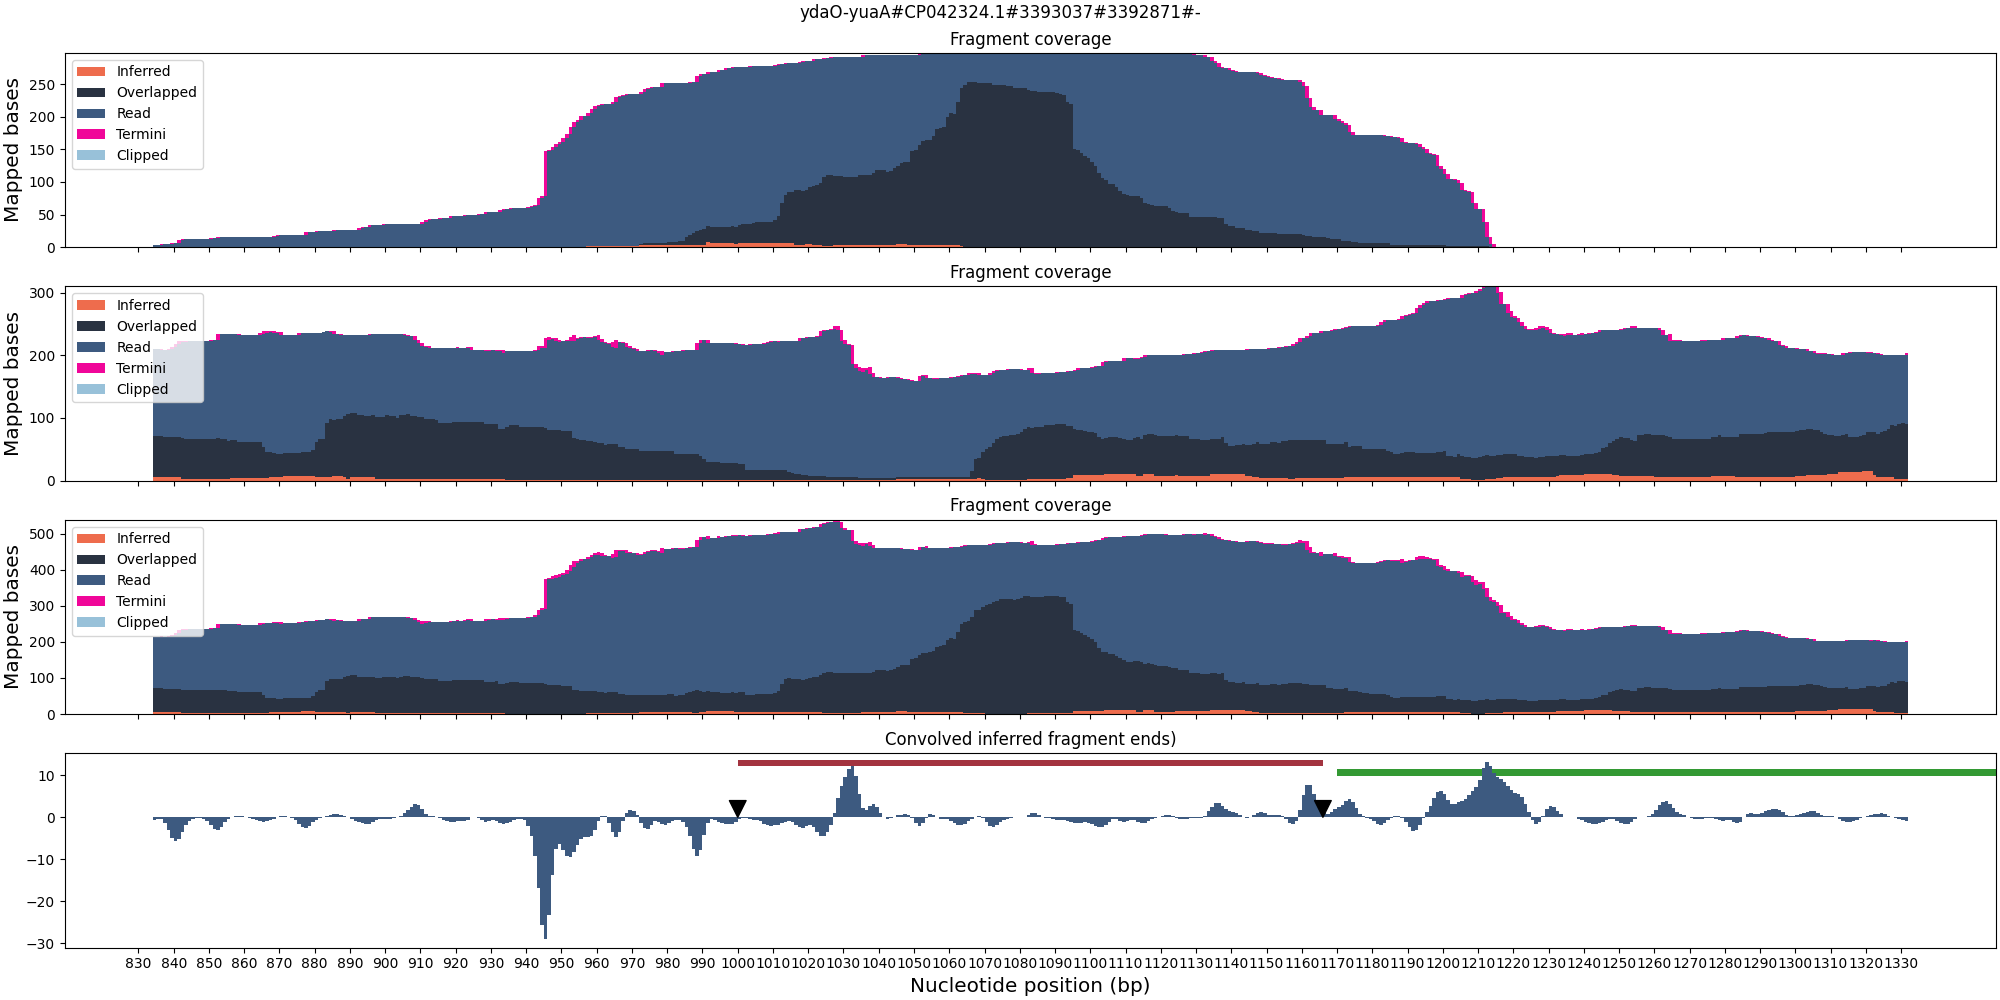 ydaO-yuaA#CP042324.1#3393037#3392871#-
Fragment coverage
Mapped bases
250
200
150
100
50
0
Inferred
Overlapped
Read
Termini
Clipped
Fragment coverage
Mapped bases
300
200
100
0
Inferred
Overlapped
Read
Termini
Clipped
Fragment coverage
Mapped bases
500
400
300
200
100
0
Inferred
Overlapped
Read
Termini
Clipped
Convolved inferred fragment ends)
10
0
−10
−20
−30
830 840 850 860 870 880 890 900 910 920 930 940 950 960 970 980 990 1000 1010 1020 1030 1040 1050 1060 1070 1080 1090 1100 1110 1120 1130 1140 1150 1160 1170 1180 1190 1200 1210 1220 1230 1240 1250 1260 1270 1280 1290 1300 1310 1320 1330
Nucleotide position (bp)